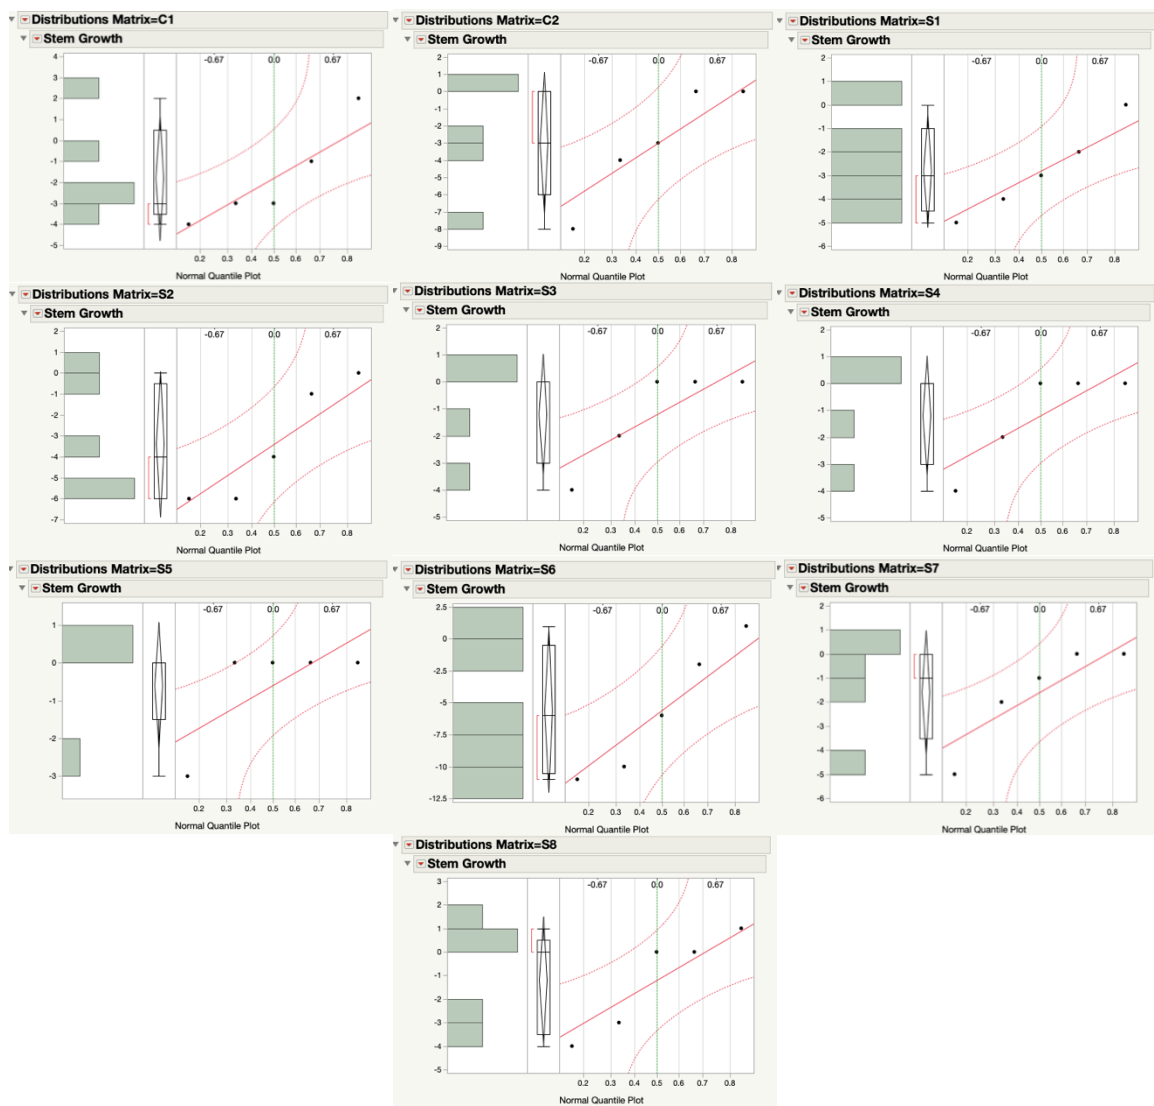 Distributions Matrix=C1
Stem Growth
4
3
2
1
0
-1
-2
-3
-4
-5
-0.67 0.0 0.67
0.2 0.3 0.4 0.5 0.6 0.7 0.8
Normal Quantile Plot
Distributions Matrix=C2
Stem Growth
2
1
0
-1
-2
-3
-4
-5
-6
-7
-8
-9
-0.67 0.0 0.67
0.2 0.3 0.4 0.5 0.6 0.7 0.8
Normal Quantile Plot
Distributions Matrix=S1
Stem Growth
2
1
0
-1
-2
-3
-4
-5
-6
-0.67 0.0 0.67
0.2 0.3 0.4 0.5 0.6 0.7 0.8
Normal Quantile Plot
Distributions Matrix=S2
Stem Growth
2
1
0
-1
-2
-3
-4
-5
-6
-7
-0.67 0.0 0.67
0.2 0.3 0.4 0.5 0.6 0.7 0.8
Normal Quantile Plot
Distributions Matrix=S3
Stem Growth
2
1
0
-1
-2
-3
-4
-5
-0.67 0.0 0.67
0.2 0.3 0.4 0.5 0.6 0.7 0.8
Normal Quantile Plot
Distributions Matrix=S4
Stem Growth
2
1
0
-1
-2
-3
-4
-5
-0.67 0.0 0.67
0.2 0.3 0.4 0.5 0.6 0.7 0.8
Normal Quantile Plot
Distributions Matrix=S5
Stem Growth
1
0
-1
-2
-3
-0.67 0.0 0.67
0.2 0.3 0.4 0.5 0.6 0.7 0.8
Normal Quantile Plot
Distributions Matrix=S6
Stem Growth
2.5
0
-2.5
-5
-7.5
-10
-12.5
-0.67 0.0 0.67
0.2 0.3 0.4 0.5 0.6 0.7 0.8
Normal Quantile Plot
Distributions Matrix=S7
Stem Growth
2
1
0
-1
-2
-3
-4
-5
-6
-0.67 0.0 0.67
0.2 0.3 0.4 0.5 0.6 0.7 0.8
Normal Quantile Plot
Distributions Matrix=S8
Stem Growth
3
2
1
0
-1
-2
-3
-4
-5
-0.67 0.0 0.67
0.2 0.3 0.4 0.5 0.6 0.7 0.8
Normal Quantile Plot